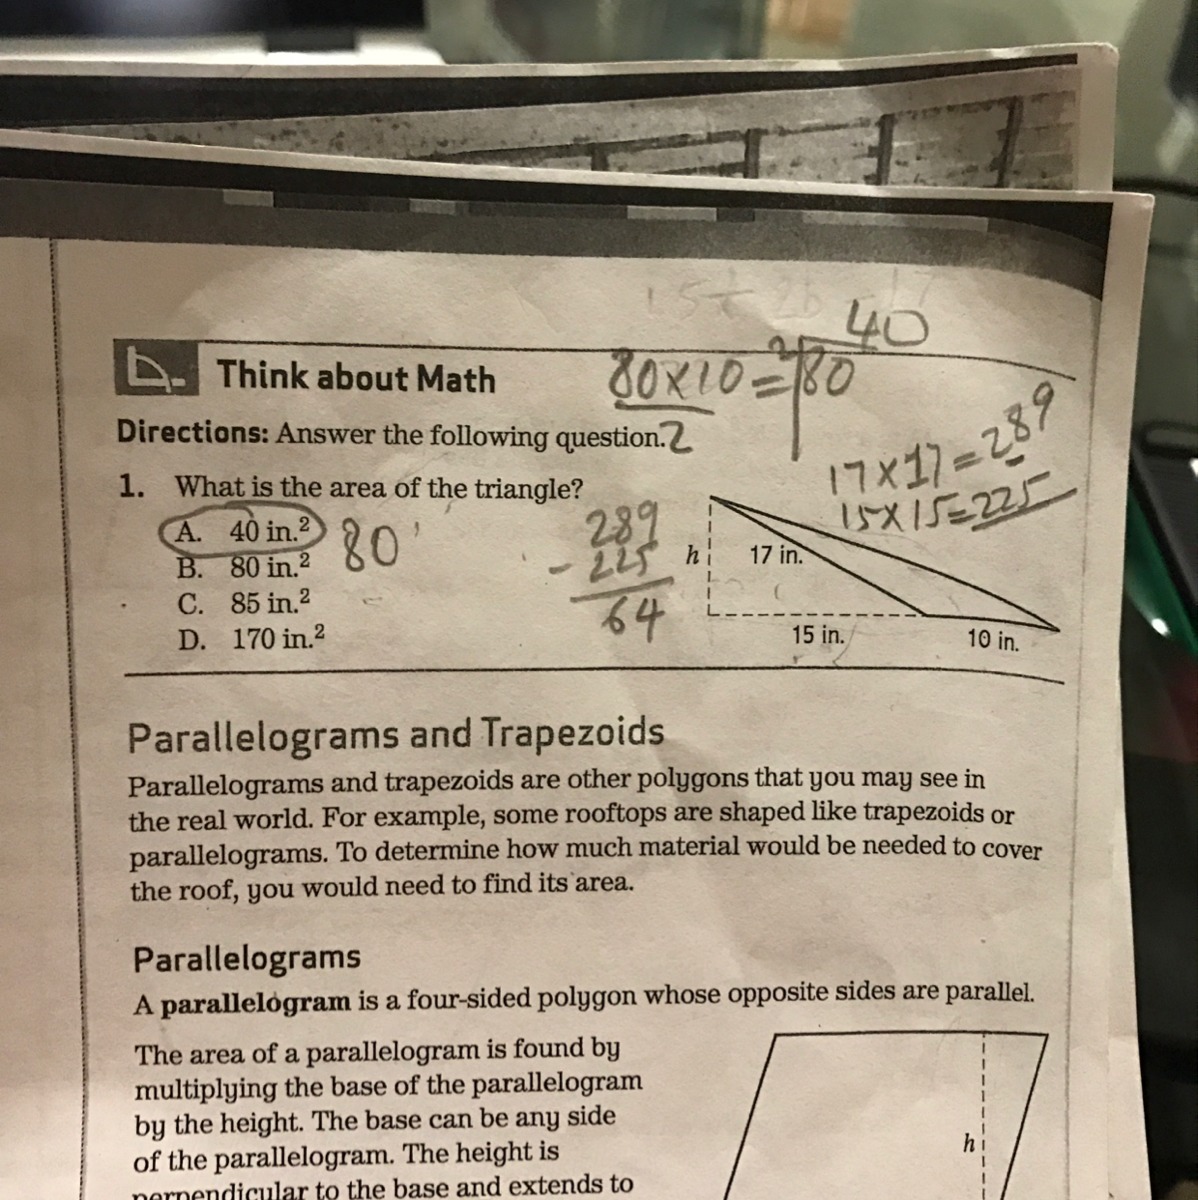 40
80x10=2)80
Think about Math
Directions: Answer the following question.
2
17x17=289
15x15=225
1. What is the area of the triangle?
A. 40 in.²
80
B. 80 in.²
C. 85 in.²
D. 170 in.²
289
- 225
64
h
17 in.
15 in.
10 in.
Parallelograms and Trapezoids
Parallelograms and trapezoids are other polygons that you may see in
the real world. For example, some rooftops are shaped like trapezoids or
parallelograms. To determine how much material would be needed to cover
the roof, you would need to find its area.
Parallelograms
A parallelogram is a four-sided polygon whose opposite sides are parallel.
The area of a parallelogram is found by
multiplying the base of the parallelogram
by the height. The base can be any side
of the parallelogram. The height is
perpendicular to the base and extends to
h